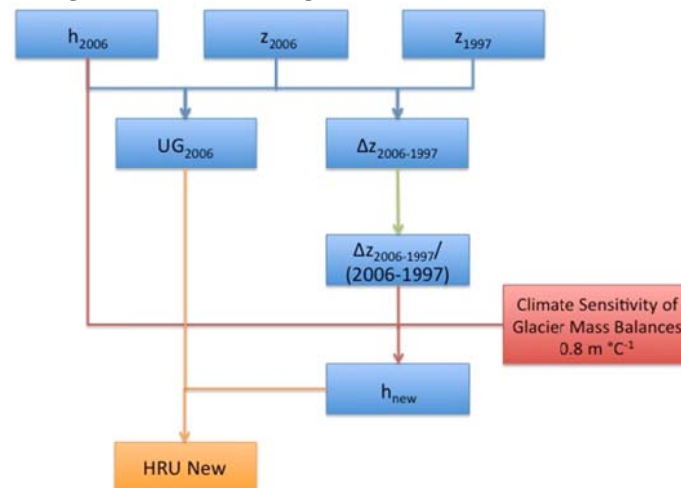 h2006
z2006
z1997
UG2006
Δz2006-1997
Δz2006-1997/
(2006-1997)
Climate Sensitivity of
Glacier Mass Balances
0.8 m °C-1
hnew
HRU New